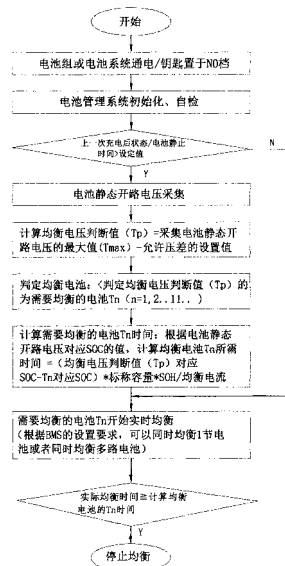 开始
电池组或电池系统通电/钥匙置于NO档
电池管理系统初始化、自检
上一次充电后状态/电池静止
时间>设定值
N
Y
电池静态开路电压采集
计算均衡电压判断值（Tp）=采集电池静态开
路电压的最大值(Tmax）-允许压差的设置值
判定均衡电池:（判定均衡电压判断值（Tp）的
为需要均衡的电池Tn（n=1,2..11..）
计算需要均衡的电池Tn时间: 根据电池静态
开路电压对应SOC的值，计算均衡电池Tn所需
时间 =（均衡电压判断值（Tp）对应
SOC-Tn对应SOC）*标称容量*SOH/均衡电流
需要均衡的电池Tn开始实时均衡
（根据BMS的设置要求，可以同时均衡1节电
池或者同时均衡多路电池）
实际均衡时间≧计算均衡
电池的Tn时间
Y
停止均衡